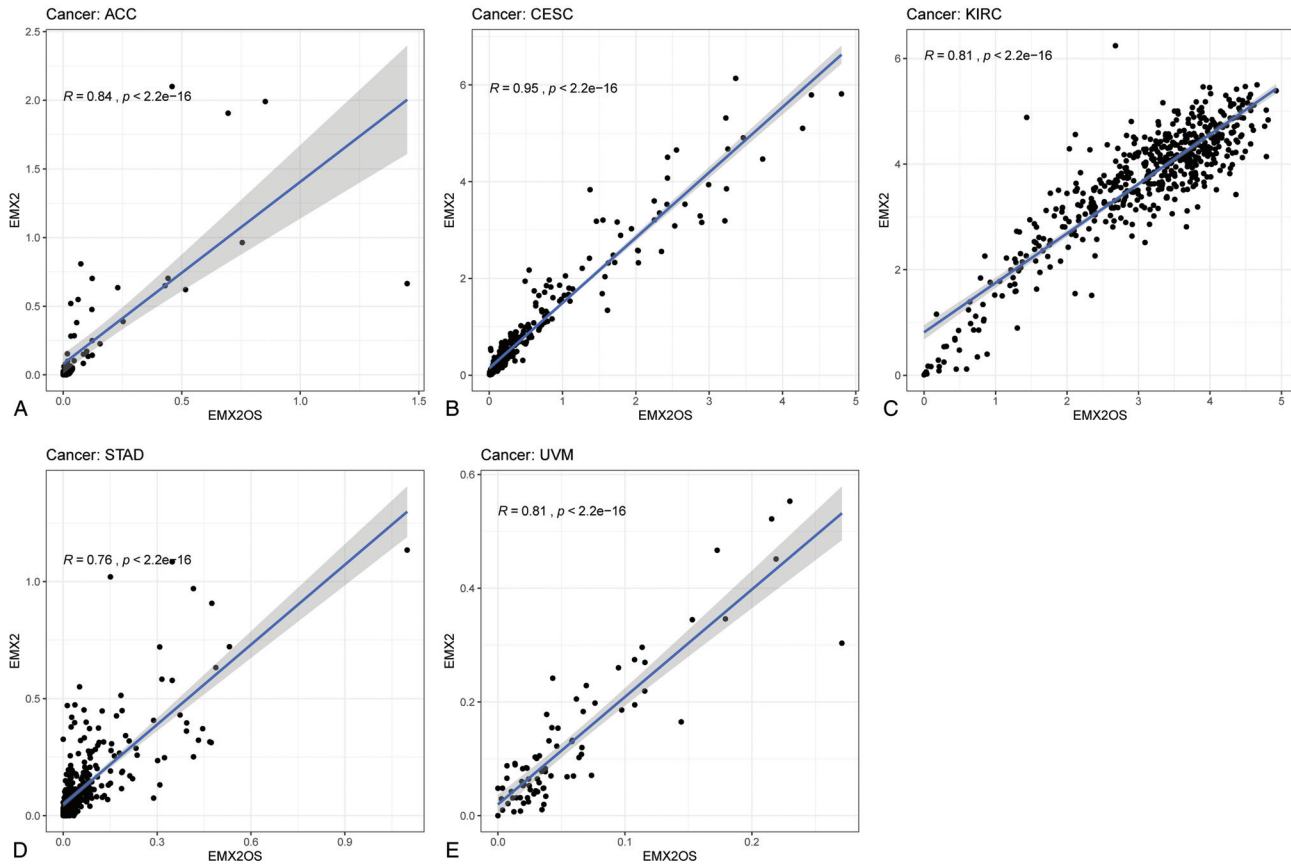 Cancer: ACC
2.5
2.0
1.5
1.0
0.5
0.0
EMX2
R = 0.84 , p < 2.2e−16
0.0 0.5 1.0 1.5
EMX2OS
A
Cancer: CESC
6
4
2
0
EMX2
R = 0.95 , p < 2.2e−16
0 1 2 3 4 5
EMX2OS
B
Cancer: KIRC
6
4
2
0
EMX2
R = 0.81 , p < 2.2e−16
0 1 2 3 4 5
EMX2OS
C
Cancer: STAD
1.0
0.5
0.0
EMX2
R = 0.76 , p < 2.2e−16
0.0 0.3 0.6 0.9
EMX2OS
D
Cancer: UVM
0.6
0.4
0.2
0.0
EMX2
R = 0.81 , p < 2.2e−16
0.0 0.1 0.2
EMX2OS
E